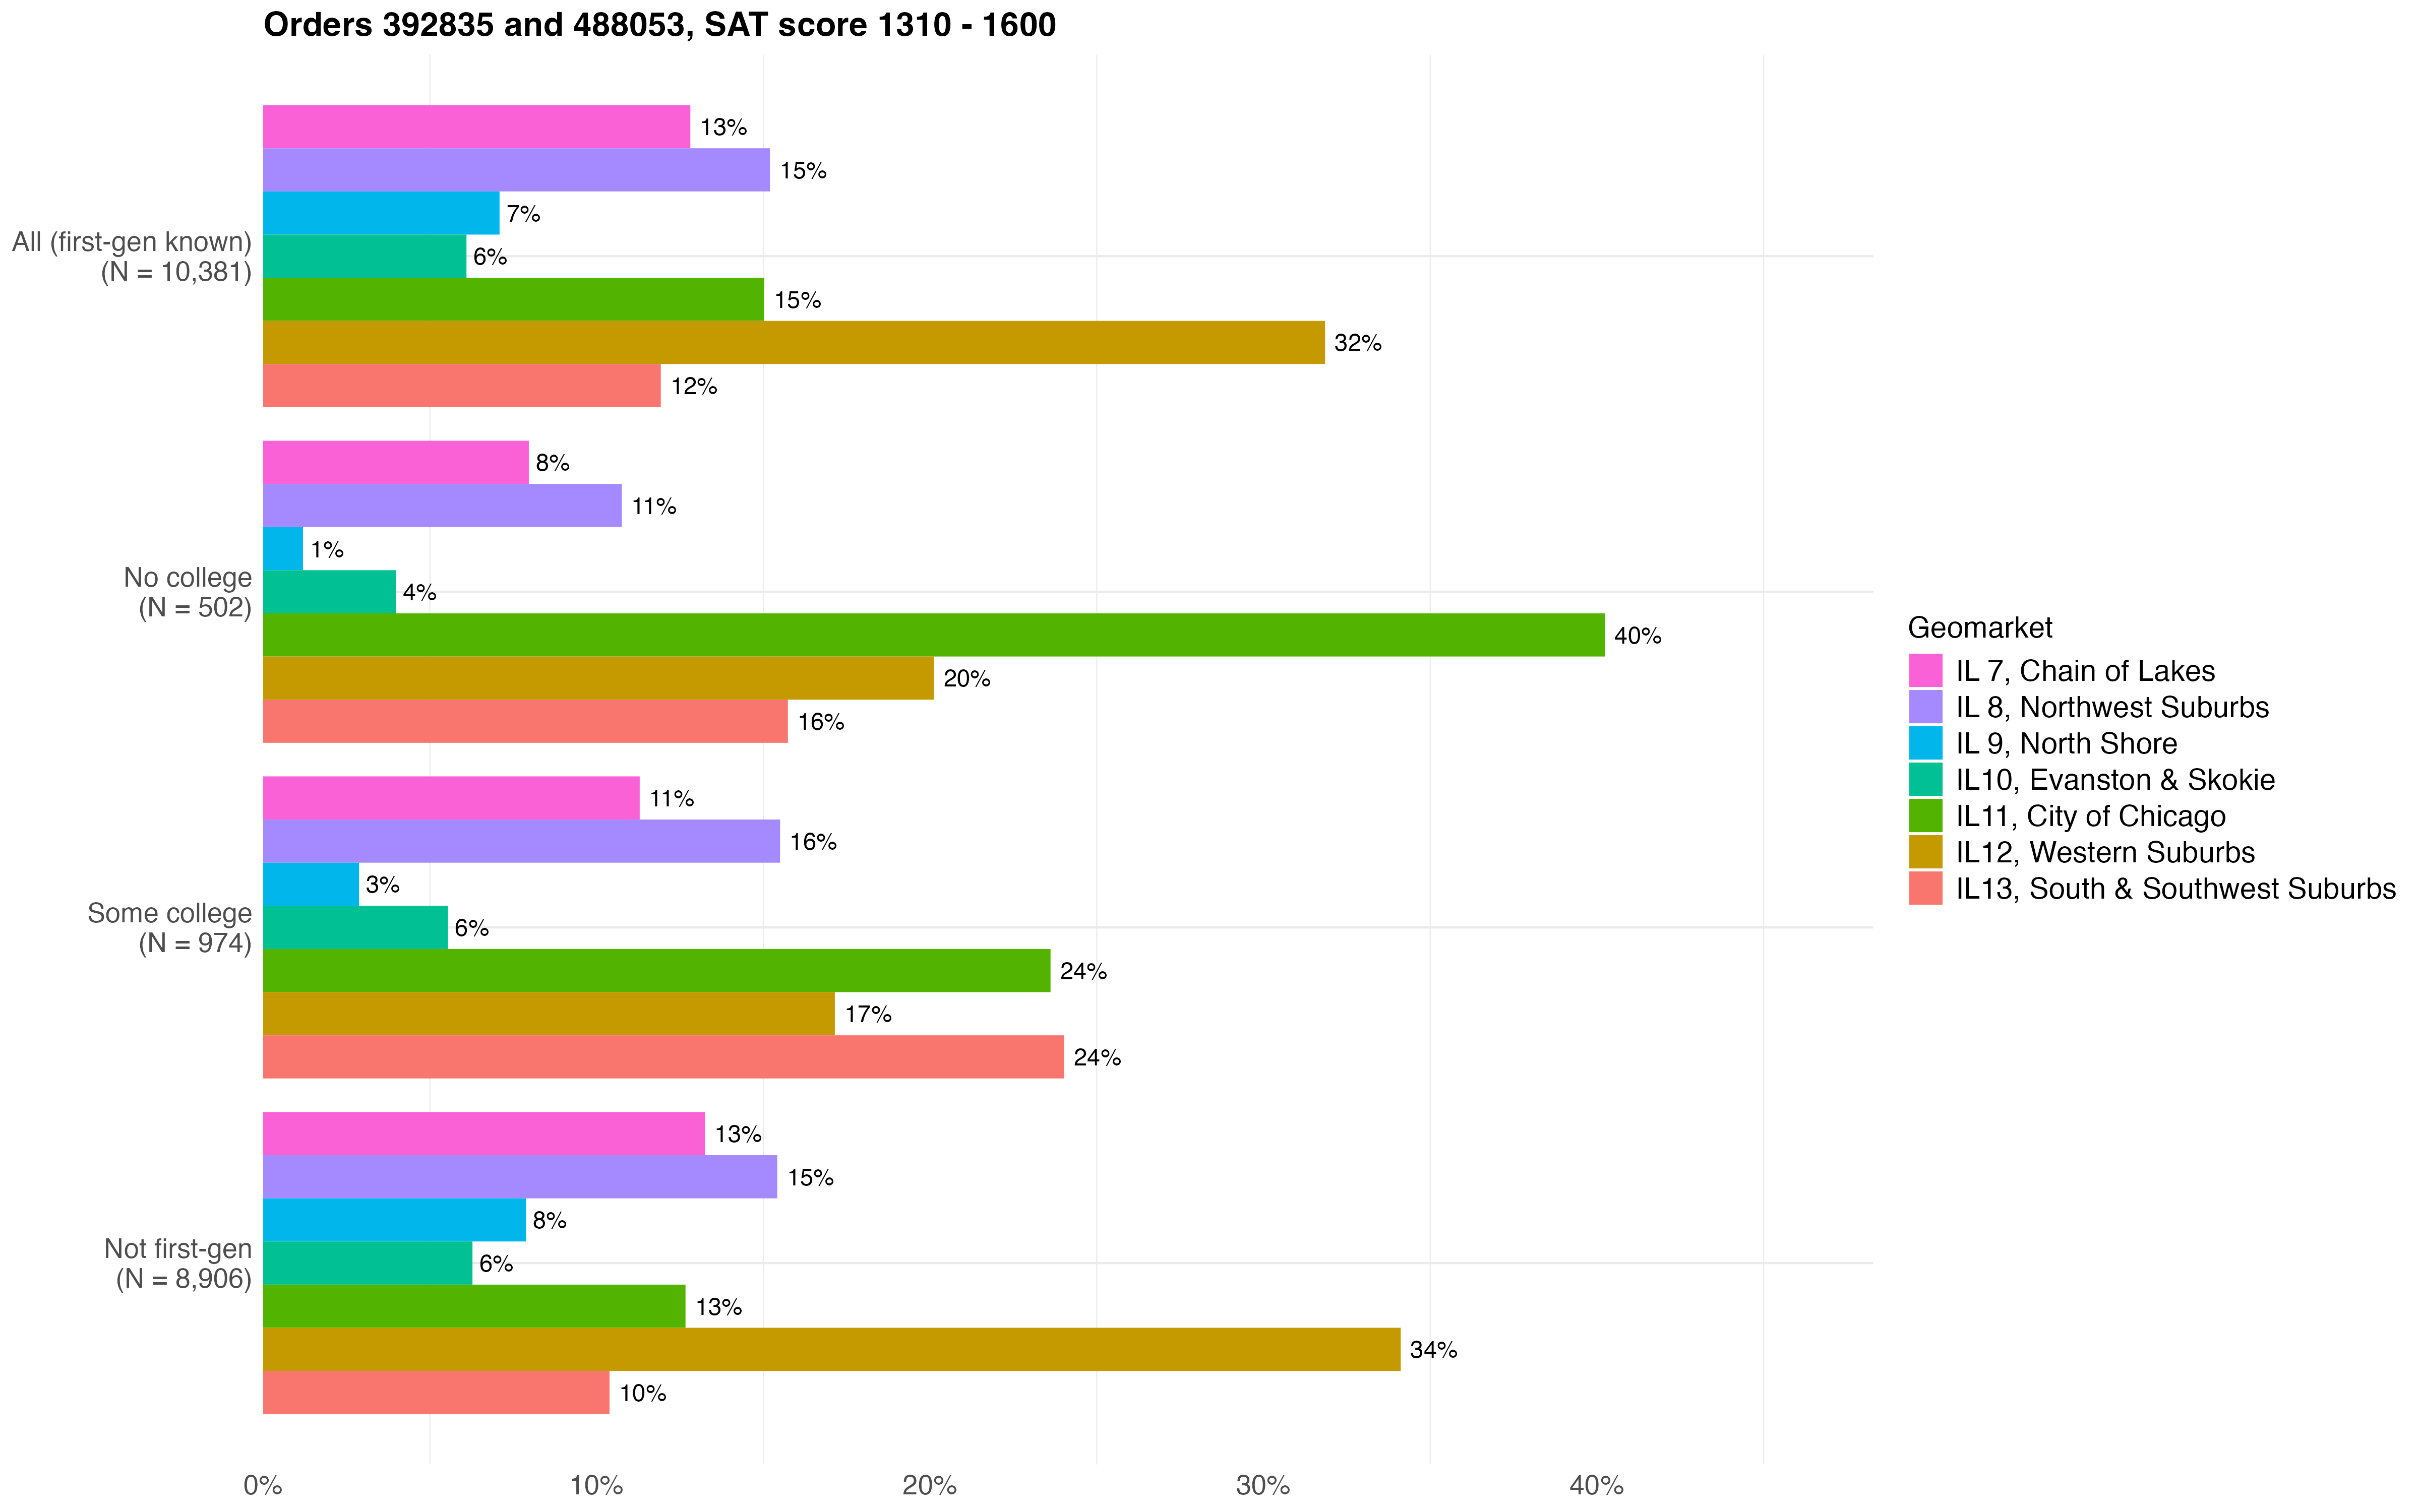 Orders 392835 and 488053, SAT score 1310 - 1600
All (first-gen known)
(N = 10,381)
13%
15%
7%
6%
15%
32%
12%
No college
(N = 502)
8%
11%
1%
4%
40%
20%
16%
Some college
(N = 974)
11%
16%
3%
6%
24%
17%
24%
Not first-gen
(N = 8,906)
13%
15%
8%
6%
13%
34%
10%
0% 10% 20% 30% 40%
Geomarket
IL 7, Chain of Lakes
IL 8, Northwest Suburbs
IL 9, North Shore
IL10, Evanston & Skokie
IL11, City of Chicago
IL12, Western Suburbs
IL13, South & Southwest Suburbs